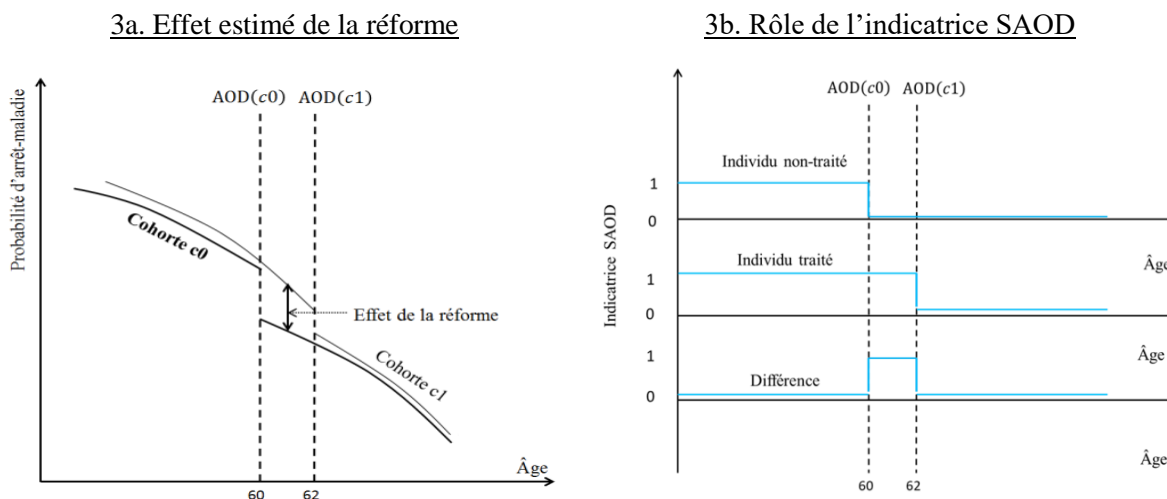 3a. Effet estimé de la réforme
Probabilité d'arrêt-maladie
AOD(c0)
AOD(c1)
Cohorte c0
Effet de la réforme
Cohorte c1
Âge
60
62
3b. Rôle de l'indicatrice SAOD
Indicatrice SAOD
AOD(c0)
AOD(c1)
Individu non-traité
1
0
Âge
Individu traité
1
0
Âge
Différence
1
0
Âge
60
62